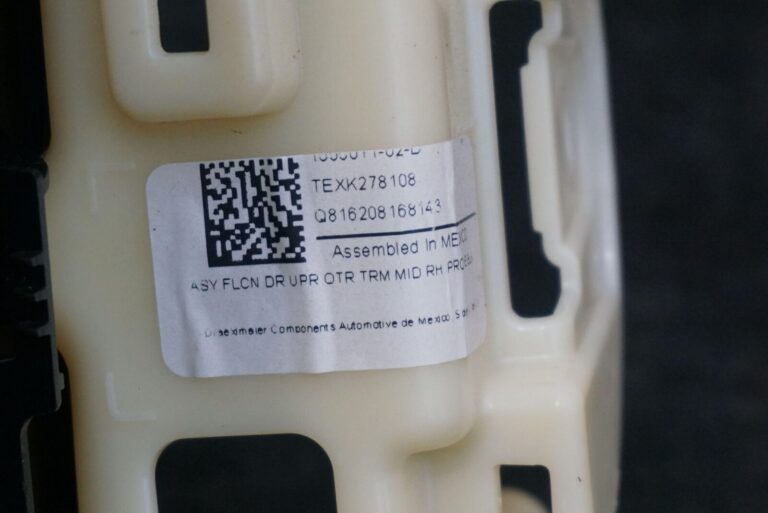 TEXK278108
Q816208168143
Assembled In MEXICO
ASY FLCN DR UPR OTR TRM MID RH
Draexlmaier Components Automotive de Mexico, S